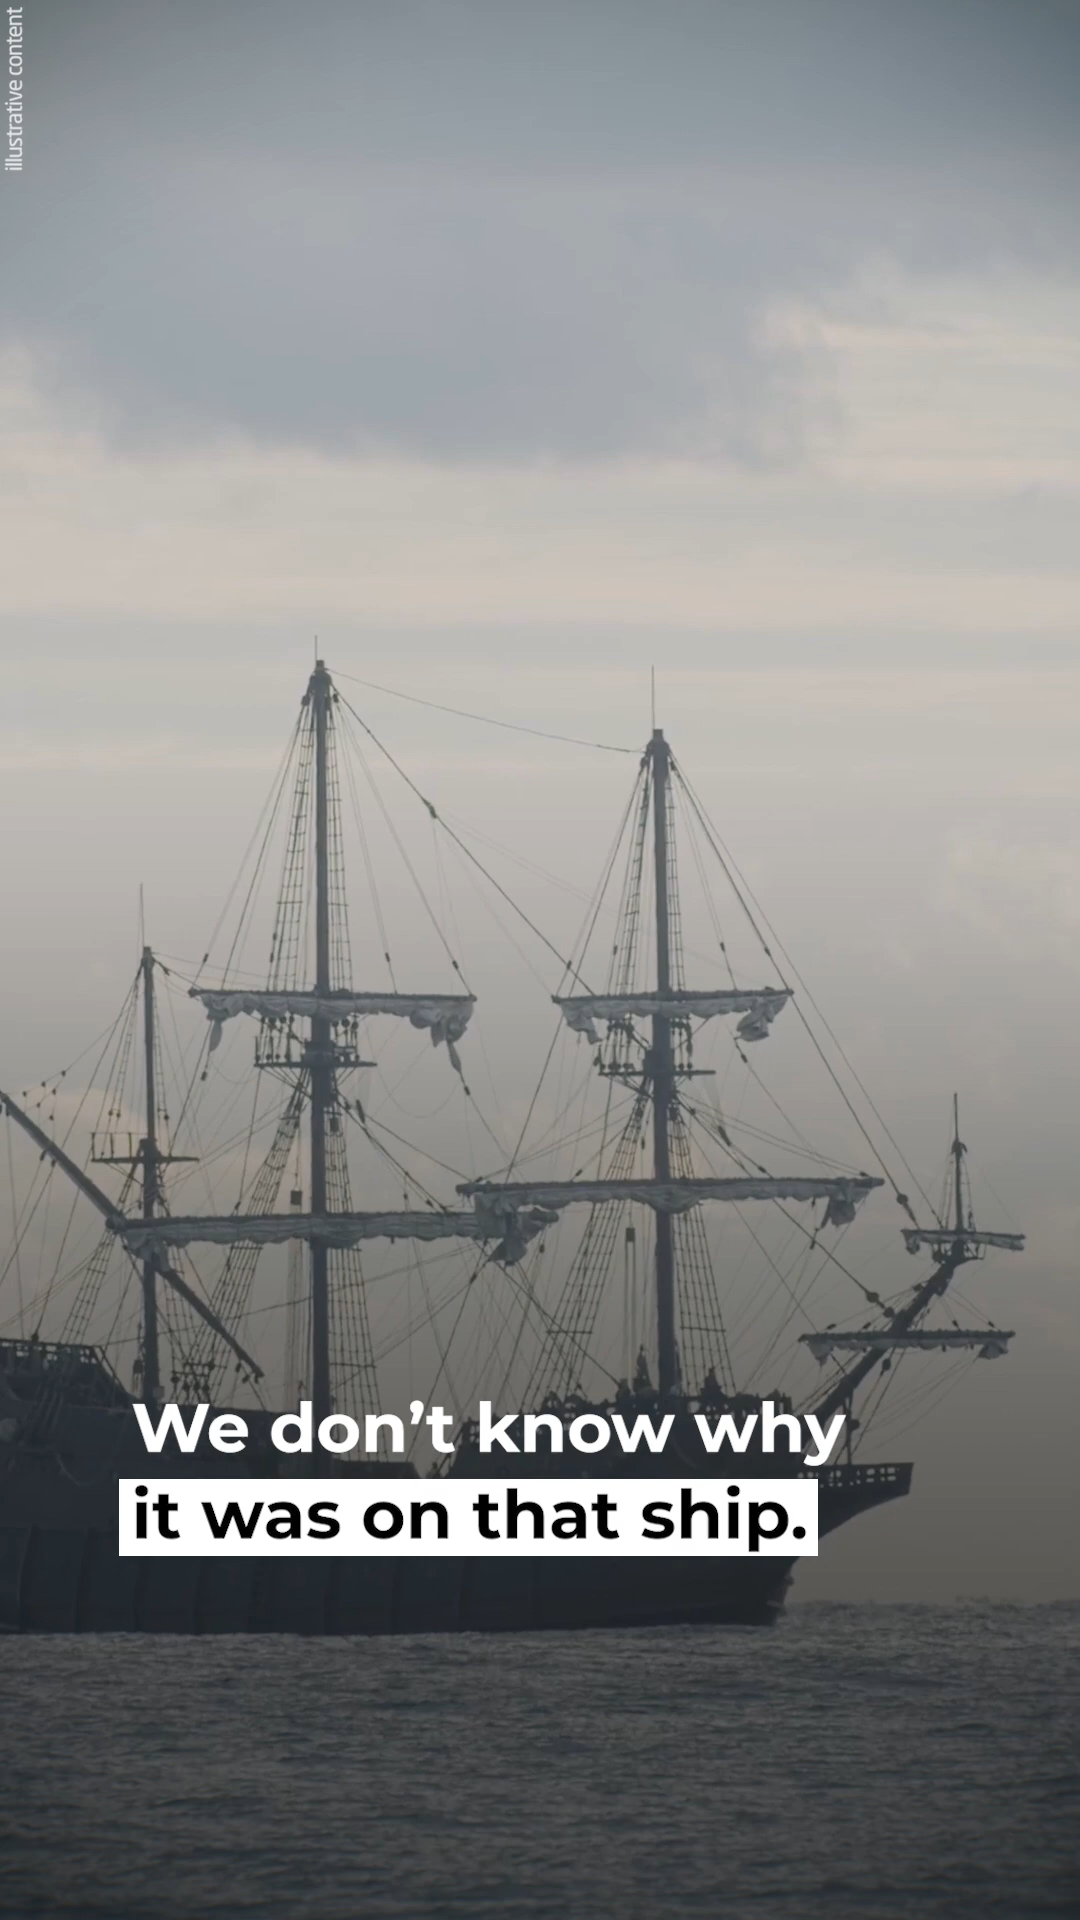 illustrative content
We don’t know why
it was on that ship.